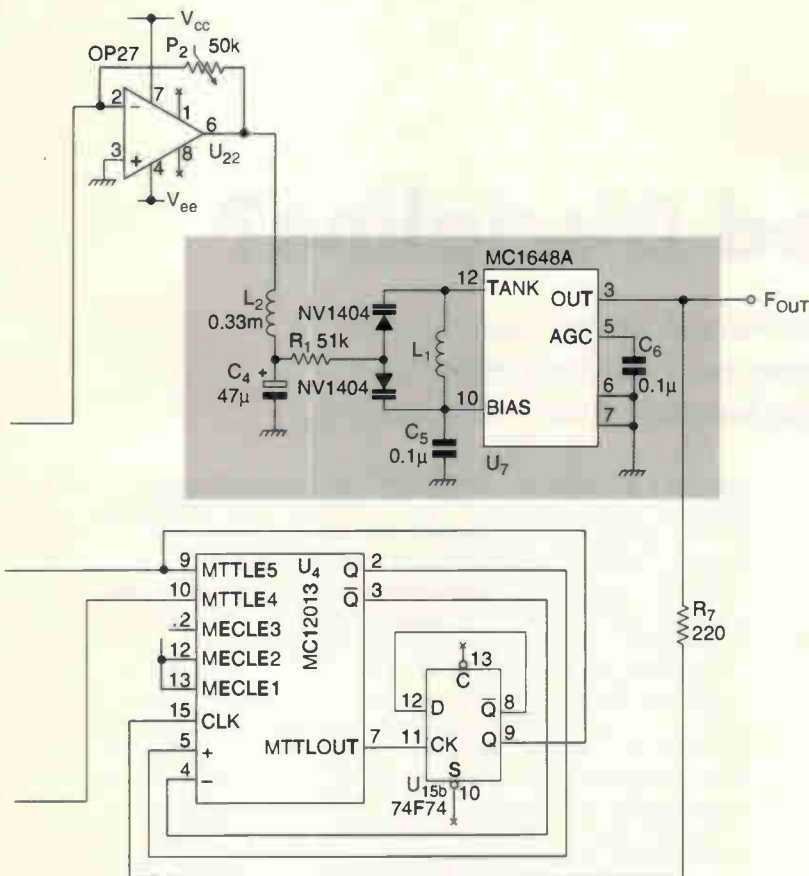 Vcc
P2 50k
OP27
2
7
1
6
3
4
8
U22
Vee
MC1648A
12
TANK
OUT
3
FOUT
AGC
5
C6
0.1µ
6
7
L2
0.33m
NV1404
R1 51k
L1
C4 +
47µ
NV1404
10
BIAS
C5
0.1µ
U7
9 MTTLE5 U4 Q 2
10 MTTLE4 Q 3
.2 MECLE3
MC12013
12 MECLE2
13 MECLE1
15 CLK
5 +
4 −
MTTLOUT 7
13
C
12 D Q 8
11 CK Q 9
S
U15b 10
74F74
R7
220